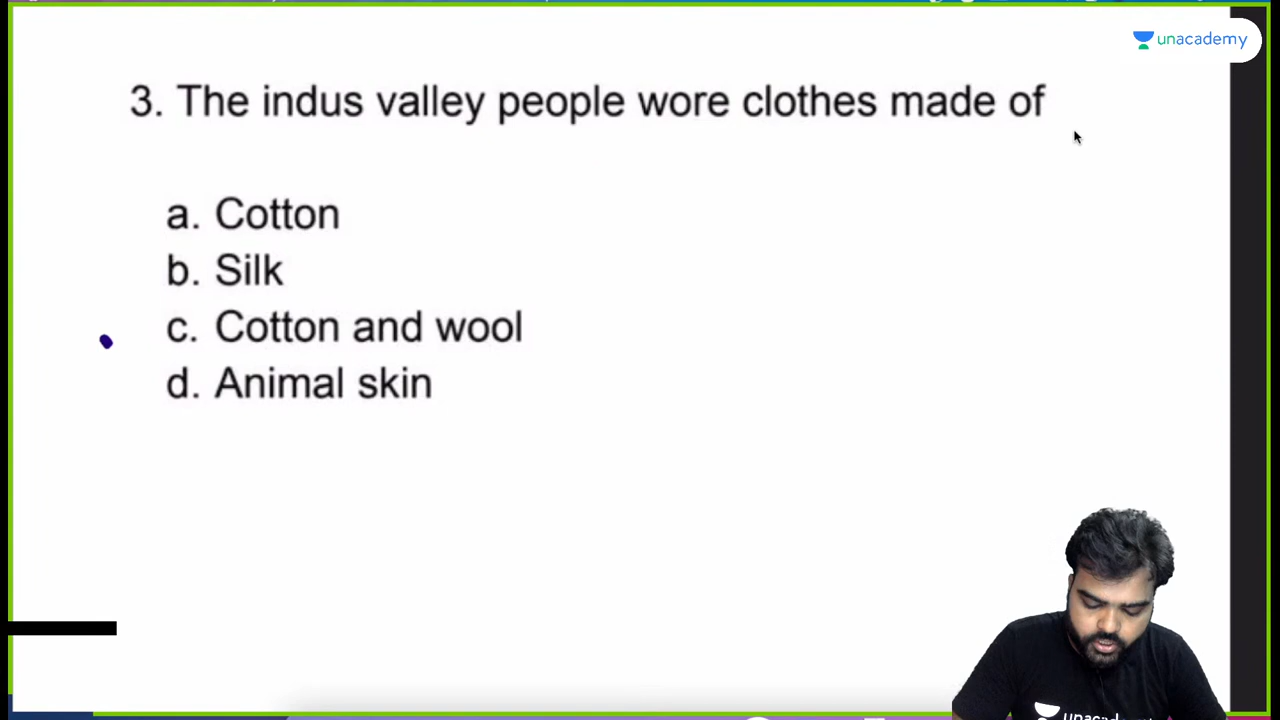 unacademy
3. The indus valley people wore clothes made of
a. Cotton
b. Silk
c. Cotton and wool
d. Animal skin